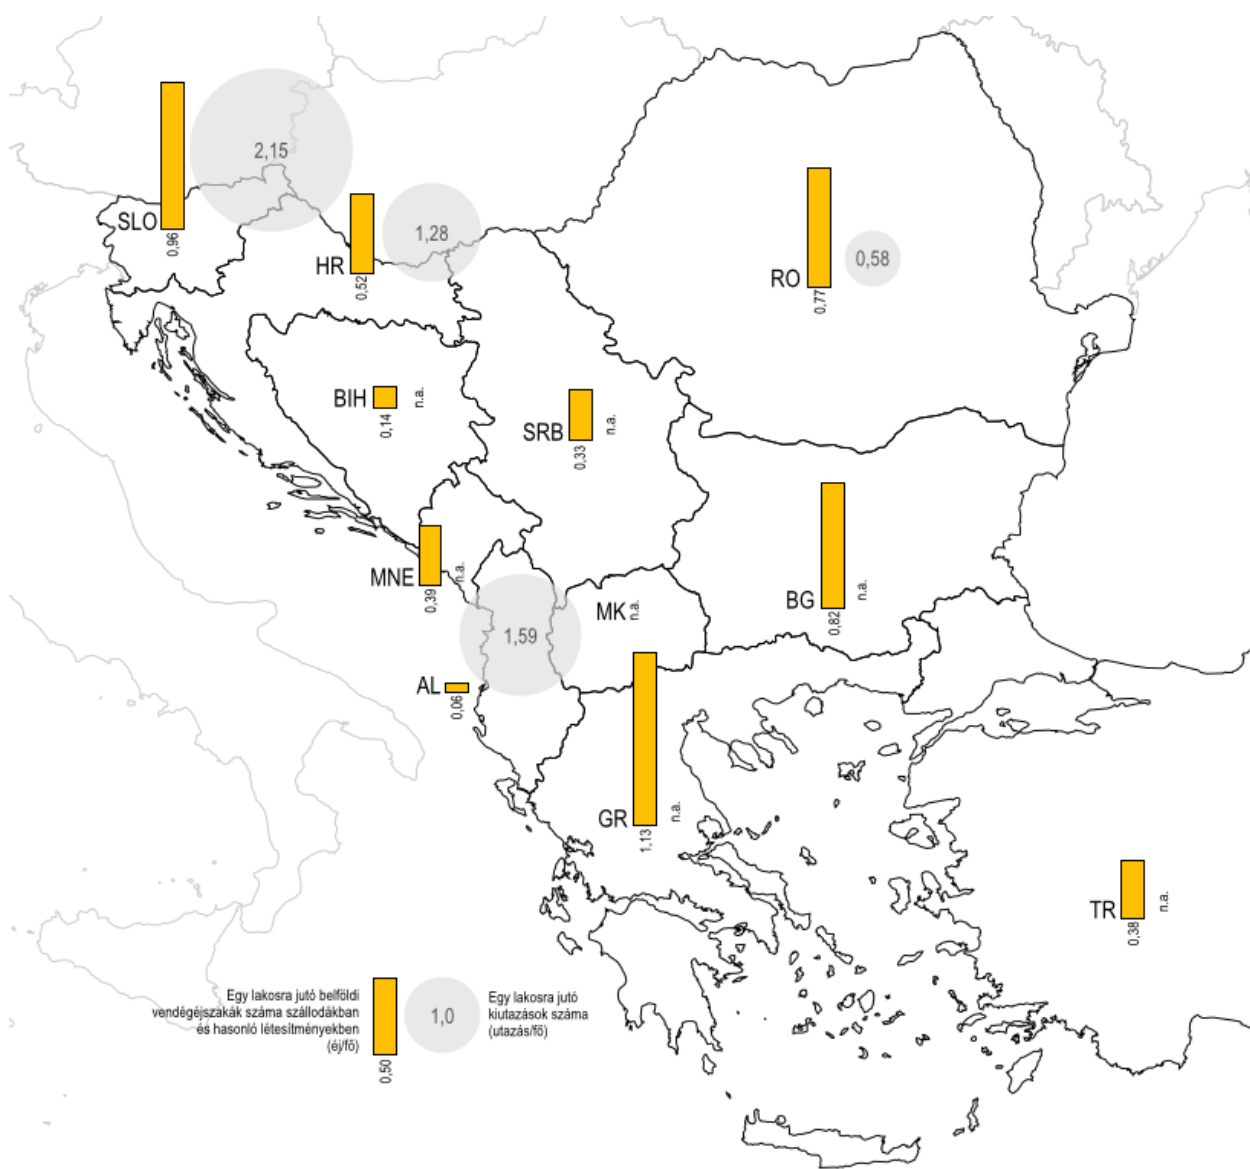 2,15
SLO
0,96
1,28
HR
0,52
RO
0,77
0,58
BIH
0,14
n.a.
SRB
0,33
n.a.
MNE
0,39
n.a.
BG
0,82
n.a.
MK
n.a.
1,59
AL
0,06
GR
1,13
n.a.
TR
0,38
n.a.
Egy lakosra jutó belföldi
vendégéjszakák száma szállodákban
és hasonló létesítményekben
(éj/fő)
0,50
1,0
Egy lakosra jutó
kiutazások száma
(utazás/fő)